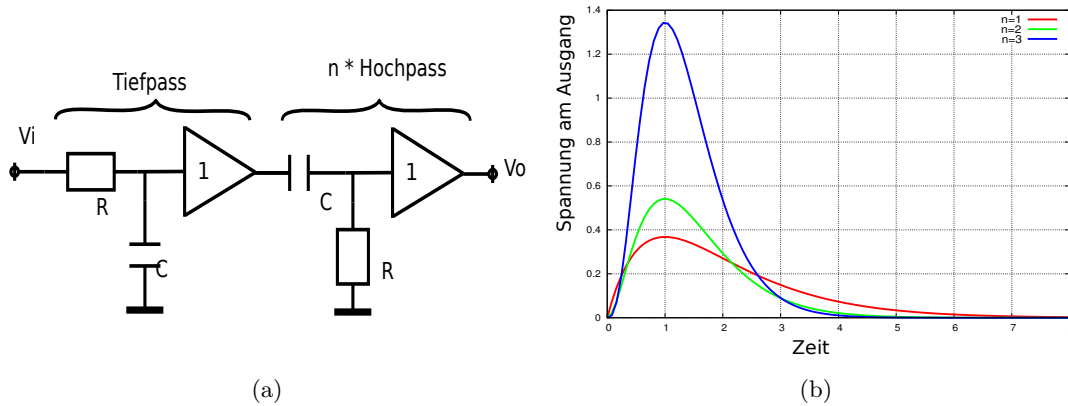 Tiefpass
n * Hochpass
Vi
R
C
1
C
R
1
Vo
(a)
Spannung am Ausgang
1.4
1.2
1
0.8
0.6
0.4
0.2
0
0 1 2 3 4 5 6 7
Zeit
n=1
n=2
n=3
(b)